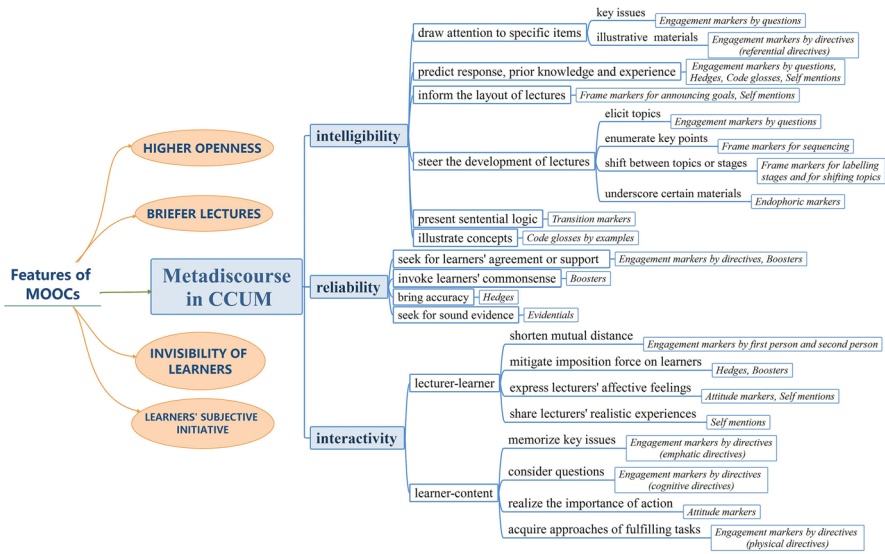 Features of
MOOCs
HIGHER OPENNESS
BRIEFER LECTURES
Metadiscourse
in CCUM
INVISIBILITY OF
LEARNERS
LEARNERS' SUBJECTIVE
INITIATIVE
intelligibility
draw attention to specific items
key issues
Engagement markers by questions
illustrative materials
Engagement markers by directives
(referential directives)
predict response, prior knowledge and experience
Engagement markers by questions,
Hedges, Code glosses, Self mentions
inform the layout of lectures
Frame markers for announcing goals, Self mentions
steer the development of lectures
elicit topics
Engagement markers by questions
enumerate key points
Frame markers for sequencing
shift between topics or stages
Frame markers for labelling
stages and for shifting topics
underscore certain materials
Endophoric markers
present sentential logic
Transition markers
illustrate concepts
Code glosses by examples
reliability
seek for learners' agreement or support
Engagement markers by directives, Boosters
invoke learners' commonsense
Boosters
bring accuracy
Hedges
seek for sound evidence
Evidentials
interactivity
lecturer-learner
shorten mutual distance
Engagement markers by first person and second person
mitigate imposition force on learners
Hedges, Boosters
express lecturers' affective feelings
Attitude markers, Self mentions
share lecturers' realistic experiences
Self mentions
learner-content
memorize key issues
Engagement markers by directives
(emphatic directives)
consider questions
Engagement markers by directives
(cognitive directives)
realize the importance of action
Attitude markers
acquire approaches of fulfilling tasks
Engagement markers by directives
(physical directives)